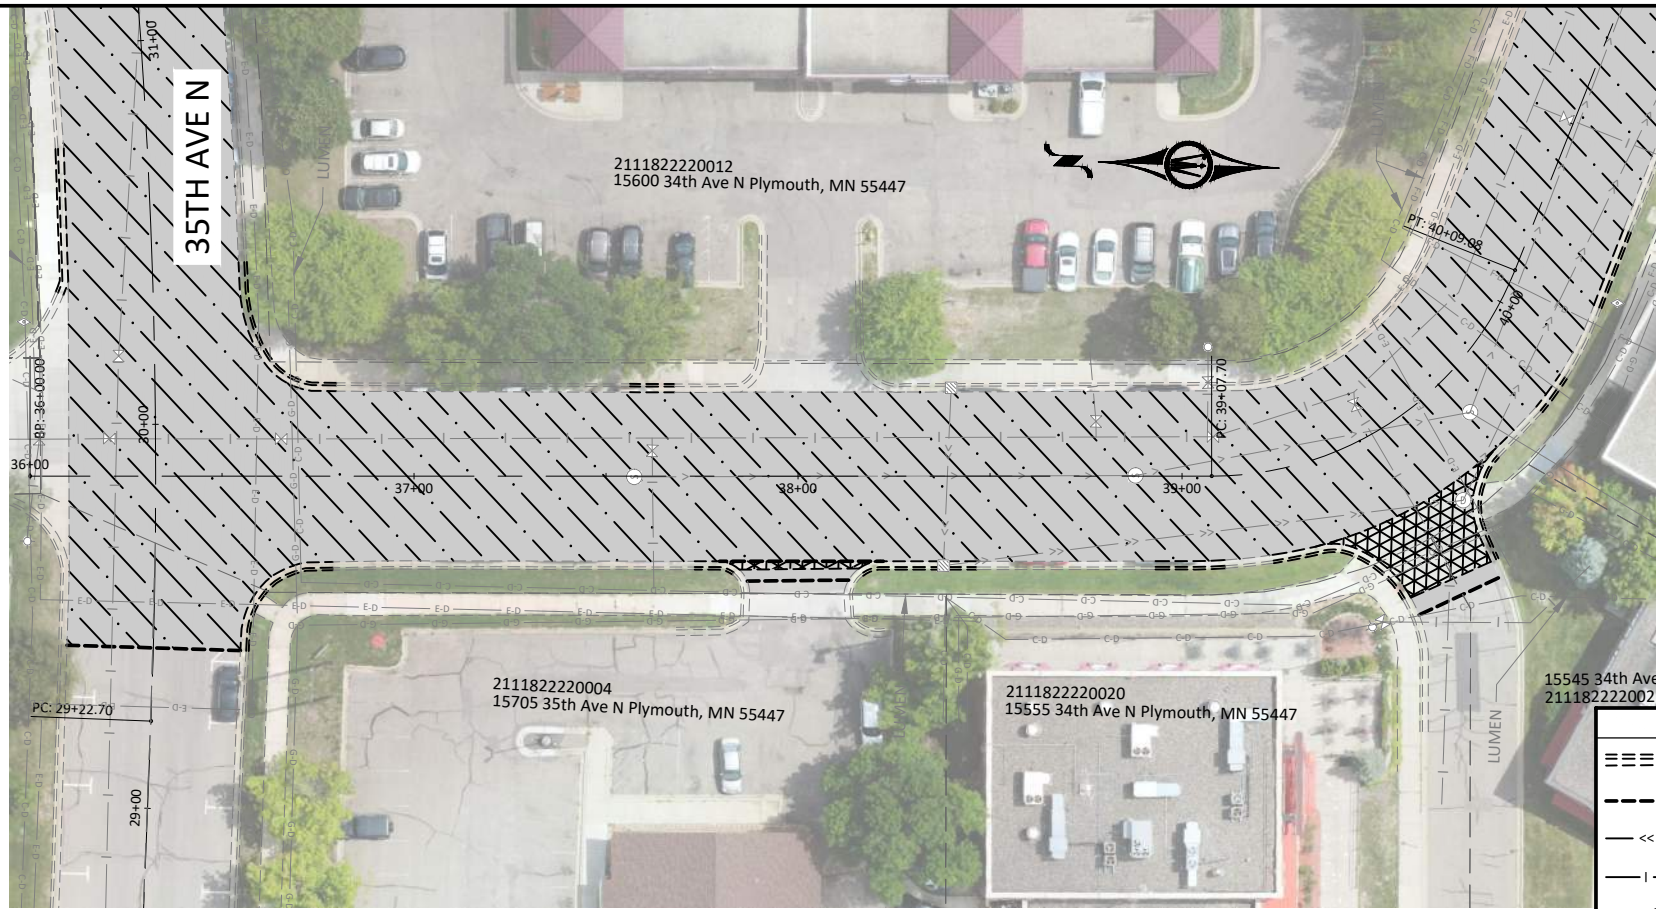 31+00
35TH AVE N
LUMEN
2111822220012
15600 34th Ave N Plymouth, MN 55447
LUMEN
PT: 40+09.08
40+00
BP: 36+00.00
30+00
PC: 39+07.70
36+00
37+00
38+00
39+00
S
S
E-D
C-D
G-D
2111822220004
15705 35th Ave N Plymouth, MN 55447
2111822220020
15555 34th Ave N Plymouth, MN 55447
15545 34th Ave
211182222002
PC: 29+22.70
LUMEN
LUMEN
29+00
<<
I